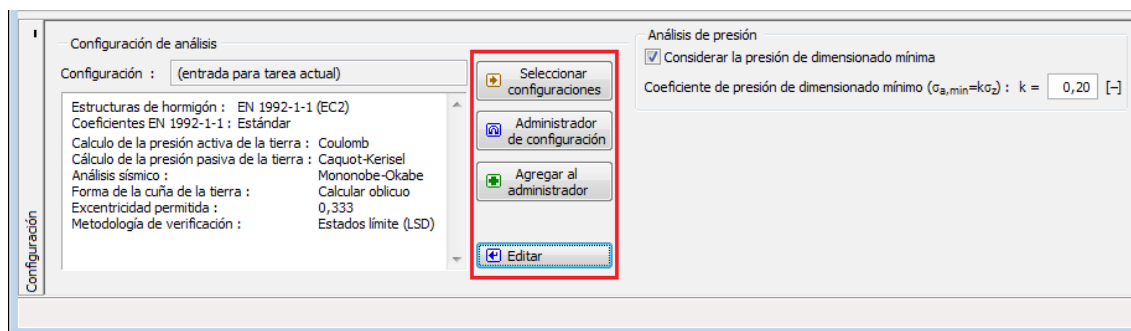 Configuración de análisis
Configuración : (entrada para tarea actual)
Estructuras de hormigón : EN 1992-1-1 (EC2)
Coeficientes EN 1992-1-1 : Estándar
Calculo de la presión activa de la tierra : Coulomb
Cálculo de la presión pasiva de la tierra : Caquot-Kerisel
Análisis sísmico : Mononobe-Okabe
Forma de la cuña de la tierra : Calcular oblicuo
Excentricidad permitida : 0,333
Metodología de verificación : Estados límite (LSD)
Seleccionar
configuraciones
Administrador
de configuración
Agregar al
administrador
Editar
Análisis de presión
Considerar la presión de dimensionado mínima
Coeficiente de presión de dimensionado mínimo (σa,min=kσz) : k = 0,20 [–]
Configuración